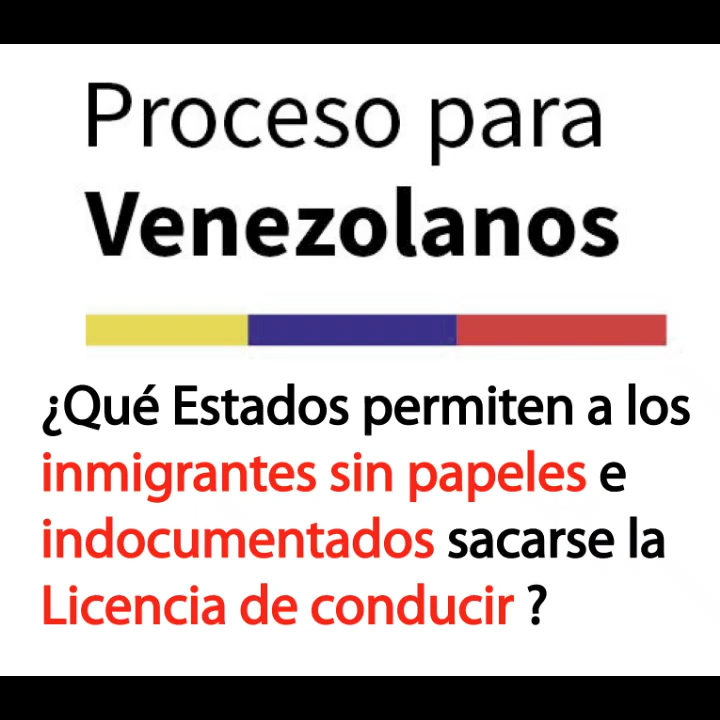 Proceso para
Venezolanos
¿Qué Estados permiten a los
inmigrantes sin papeles e
indocumentados sacarse la
Licencia de conducir ?